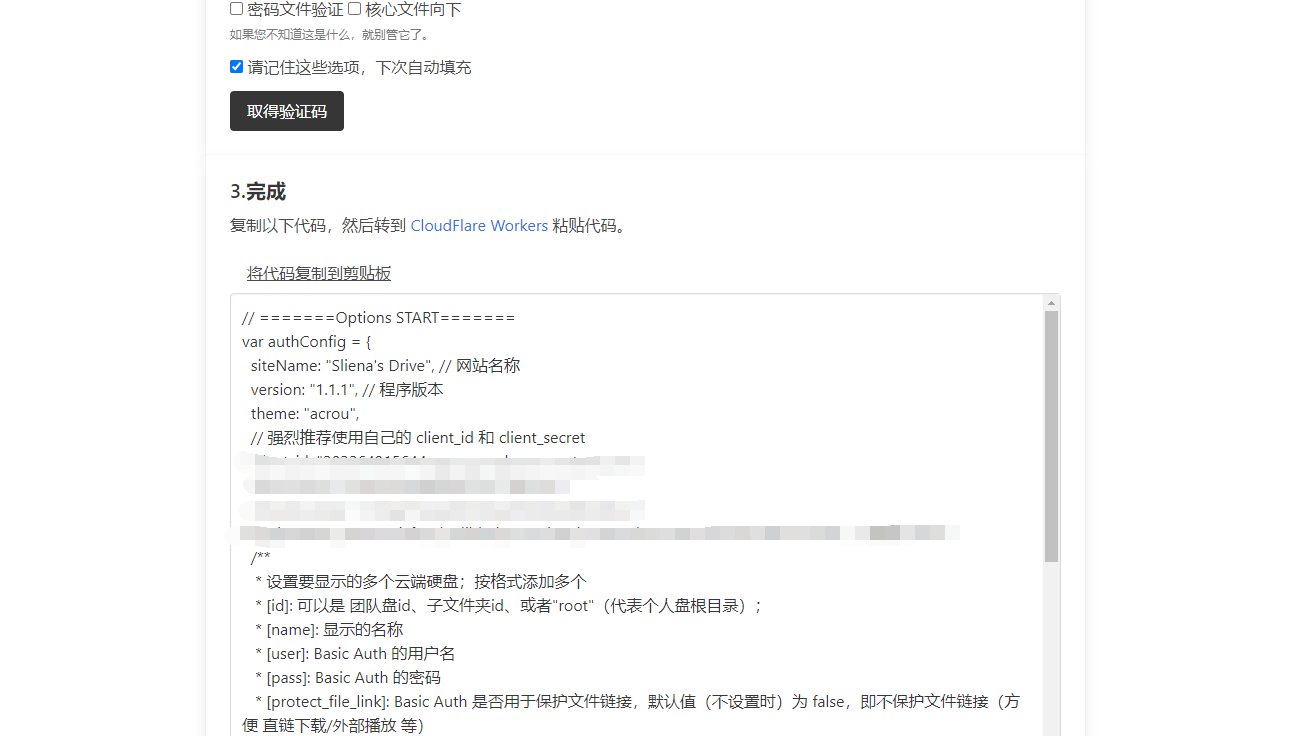 密码文件验证 核心文件向下
如果您不知道这是什么，就别管它了。
请记住这些选项，下次自动填充
取得验证码
3.完成
复制以下代码，然后转到 CloudFlare Workers 粘贴代码。
将代码复制到剪贴板
// =======Options START=======
var authConfig = {
siteName: "Sliena's Drive", // 网站名称
version: "1.1.1", // 程序版本
theme: "acrou",
// 强烈推荐使用自己的 client_id 和 client_secret
/**
* 设置要显示的多个云端硬盘；按格式添加多个
* [id]: 可以是 团队盘id、子文件夹id、或者"root"（代表个人盘根目录）；
* [name]: 显示的名称
* [user]: Basic Auth 的用户名
* [pass]: Basic Auth 的密码
* [protect_file_link]: Basic Auth 是否用于保护文件链接，默认值（不设置时）为 false，即不保护文件链接（方
便 直链下载/外部播放 等）